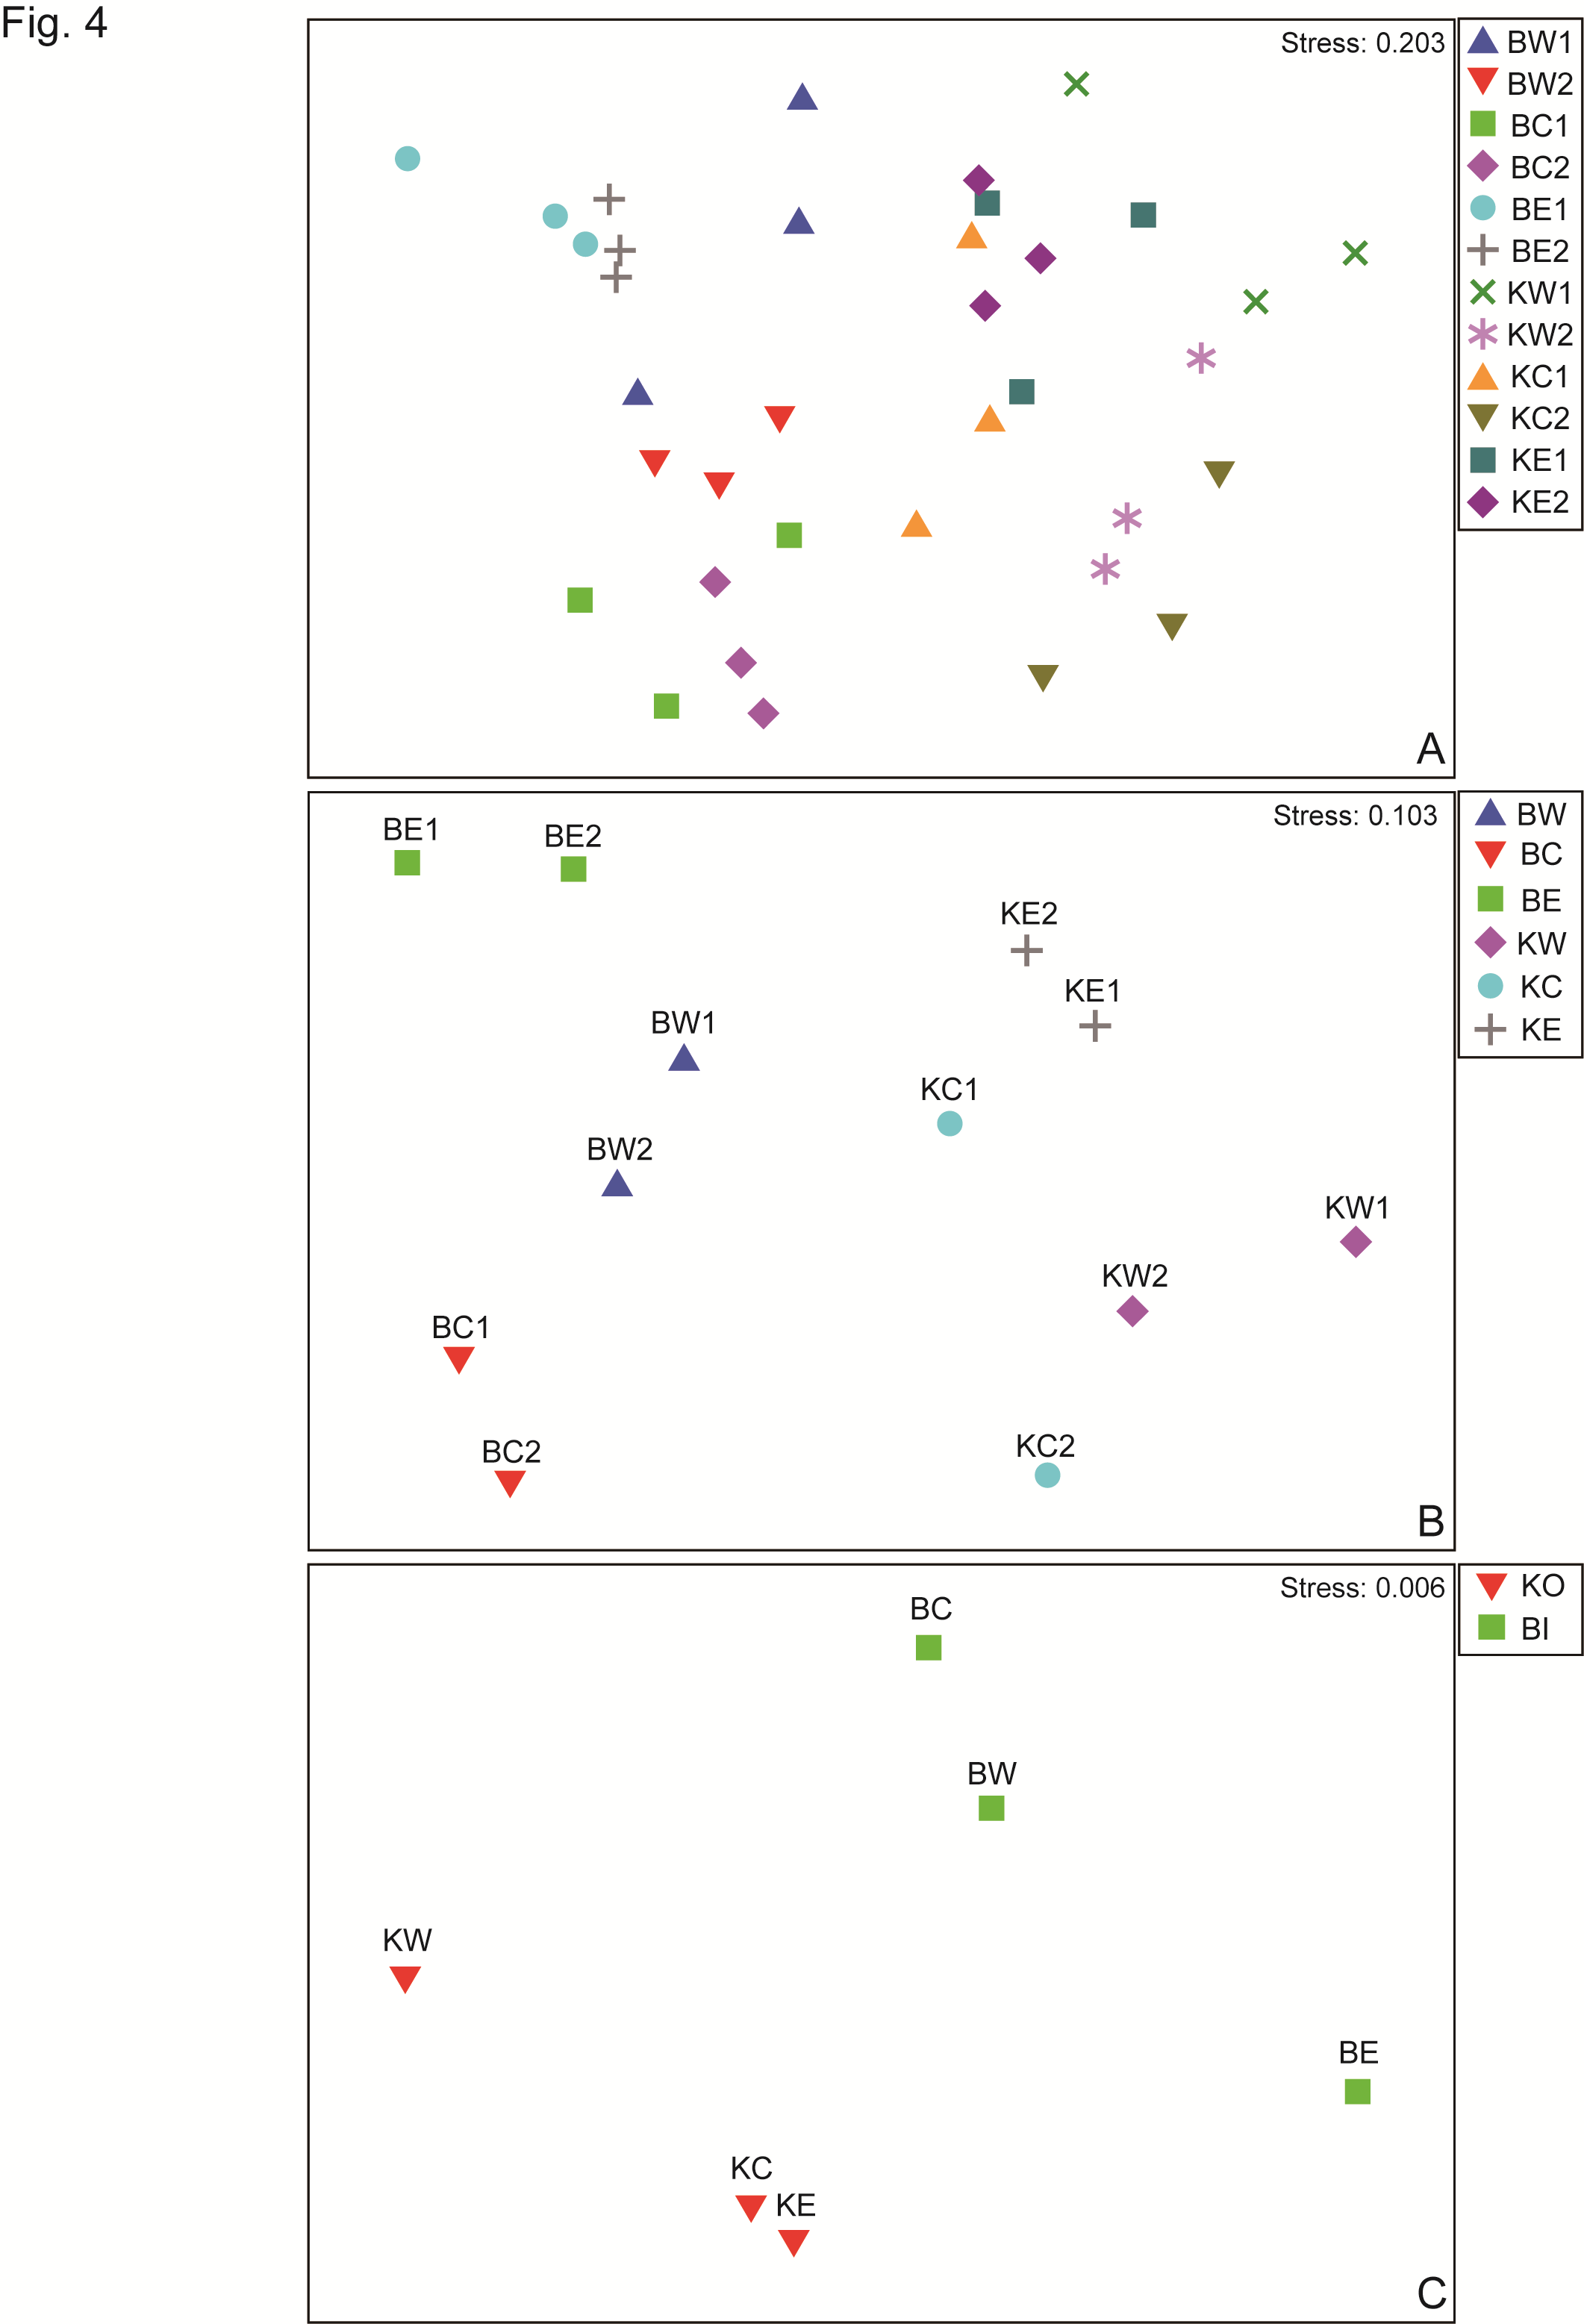 Fig. 4
Stress: 0.203
BW1
BW2
BC1
BC2
BE1
BE2
KW1
KW2
KC1
KC2
KE1
KE2
A
Stress: 0.103
BE1
BE2
KE2
KE1
BW1
KC1
BW2
KW1
KW2
BC1
KC2
BC2
B
BW
BC
BE
KW
KC
KE
Stress: 0.006
BC
BW
KW
BE
KC
KE
C
KO
BI